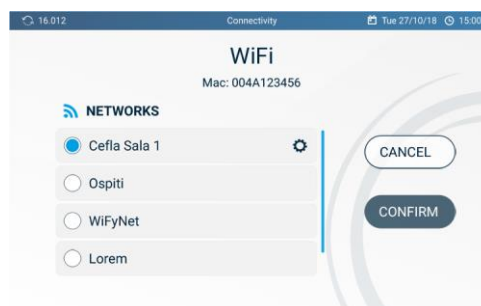 16.012 Connectivity Tue 27/10/18 15:00
WiFi
Mac: 004A123456
NETWORKS
Cefla Sala 1
CANCEL
Ospiti
CONFIRM
WiFyNet
Lorem